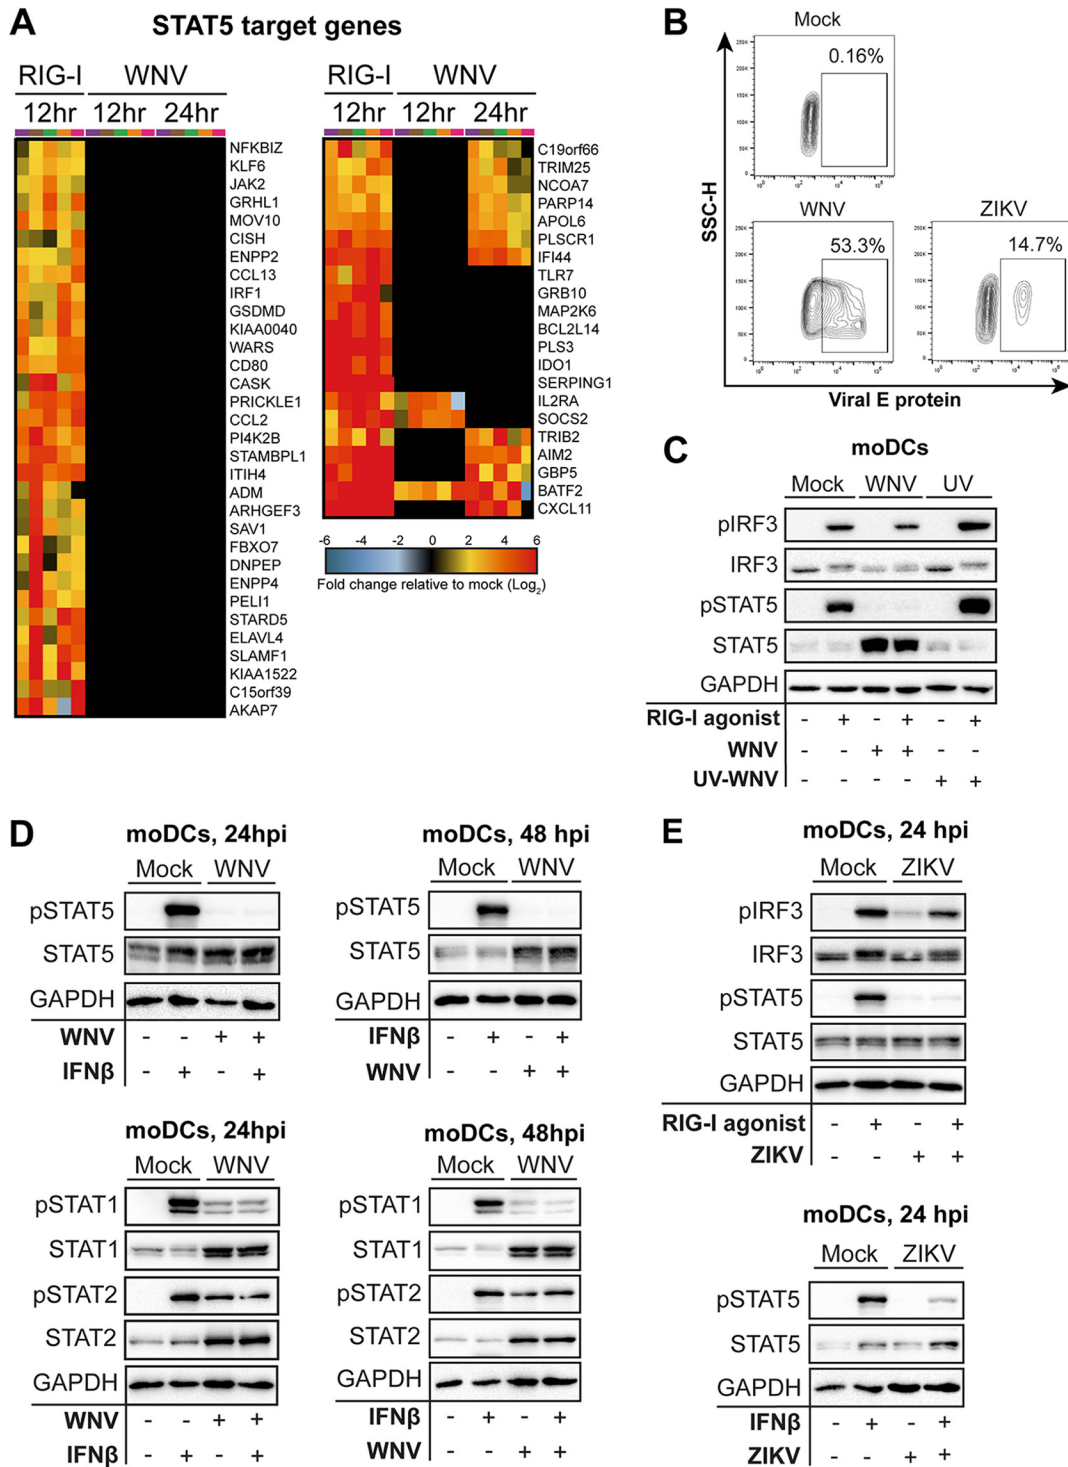 A
STAT5 target genes
RIG-I WNV
12hr 12hr 24hr
NFKBIZ
KLF6
JAK2
GRHL1
MOV10
CISH
ENPP2
CCL13
IRF1
GSDMD
KIAA0040
WARS
CD80
CASK
PRICKLE1
CCL2
PI4K2B
STAMBPL1
ITIH4
ADM
ARHGEF3
SAV1
FBXO7
DNPEP
ENPP4
PELI1
STARD5
ELAVL4
SLAMF1
KIAA1522
C15orf39
AKAP7
RIG-I WNV
12hr 12hr 24hr
C19orf66
TRIM25
NCOA7
PARP14
APOL6
PLSCR1
IFI44
TLR7
GRB10
MAP2K6
BCL2L14
PLS3
IDO1
SERPING1
IL2RA
SOCS2
TRIB2
AIM2
GBP5
BATF2
CXCL11
-6 -4 -2 0 2 4 6
Fold change relative to mock (Log2)
B
Mock
0.16%
WNV
53.3%
ZIKV
14.7%
SSC-H
Viral E protein
C
moDCs
Mock WNV UV
pIRF3
IRF3
pSTAT5
STAT5
GAPDH
RIG-I agonist - + - + - +
WNV - - + + - -
UV-WNV - - - - + +
D
moDCs, 24hpi
Mock WNV
pSTAT5
STAT5
GAPDH
WNV - - + +
IFNβ - + - +
moDCs, 48 hpi
Mock WNV
pSTAT5
STAT5
GAPDH
IFNβ - + - +
WNV - - + +
moDCs, 24hpi
Mock WNV
pSTAT1
STAT1
pSTAT2
STAT2
GAPDH
WNV - - + +
IFNβ - + - +
moDCs, 48hpi
Mock WNV
pSTAT1
STAT1
pSTAT2
STAT2
GAPDH
IFNβ - + - +
WNV - - + +
E
moDCs, 24 hpi
Mock ZIKV
pIRF3
IRF3
pSTAT5
STAT5
GAPDH
RIG-I agonist - + - +
ZIKV - - + +
moDCs, 24 hpi
Mock ZIKV
pSTAT5
STAT5
GAPDH
IFNβ - + - +
ZIKV - - + +